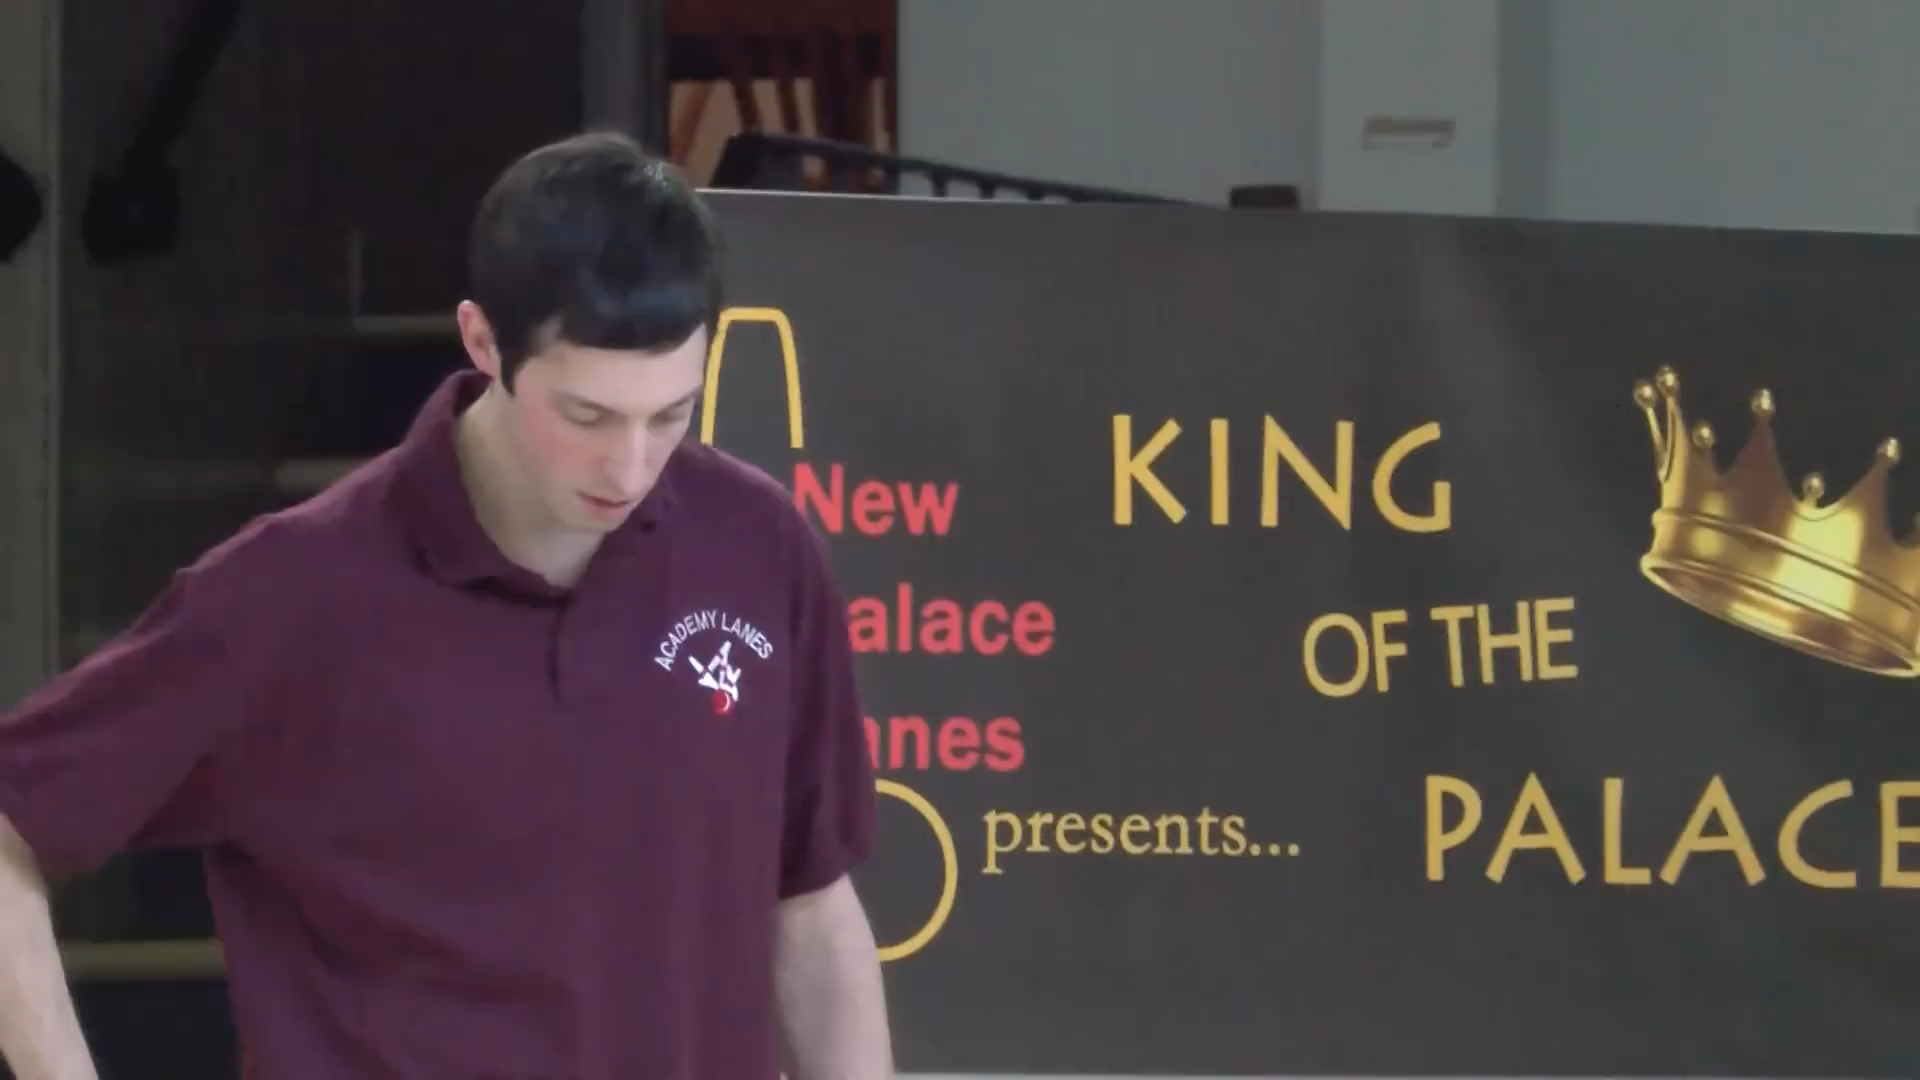 ACADEMY LANES
New
alace
anes
presents...
KING
OF THE
PALACE